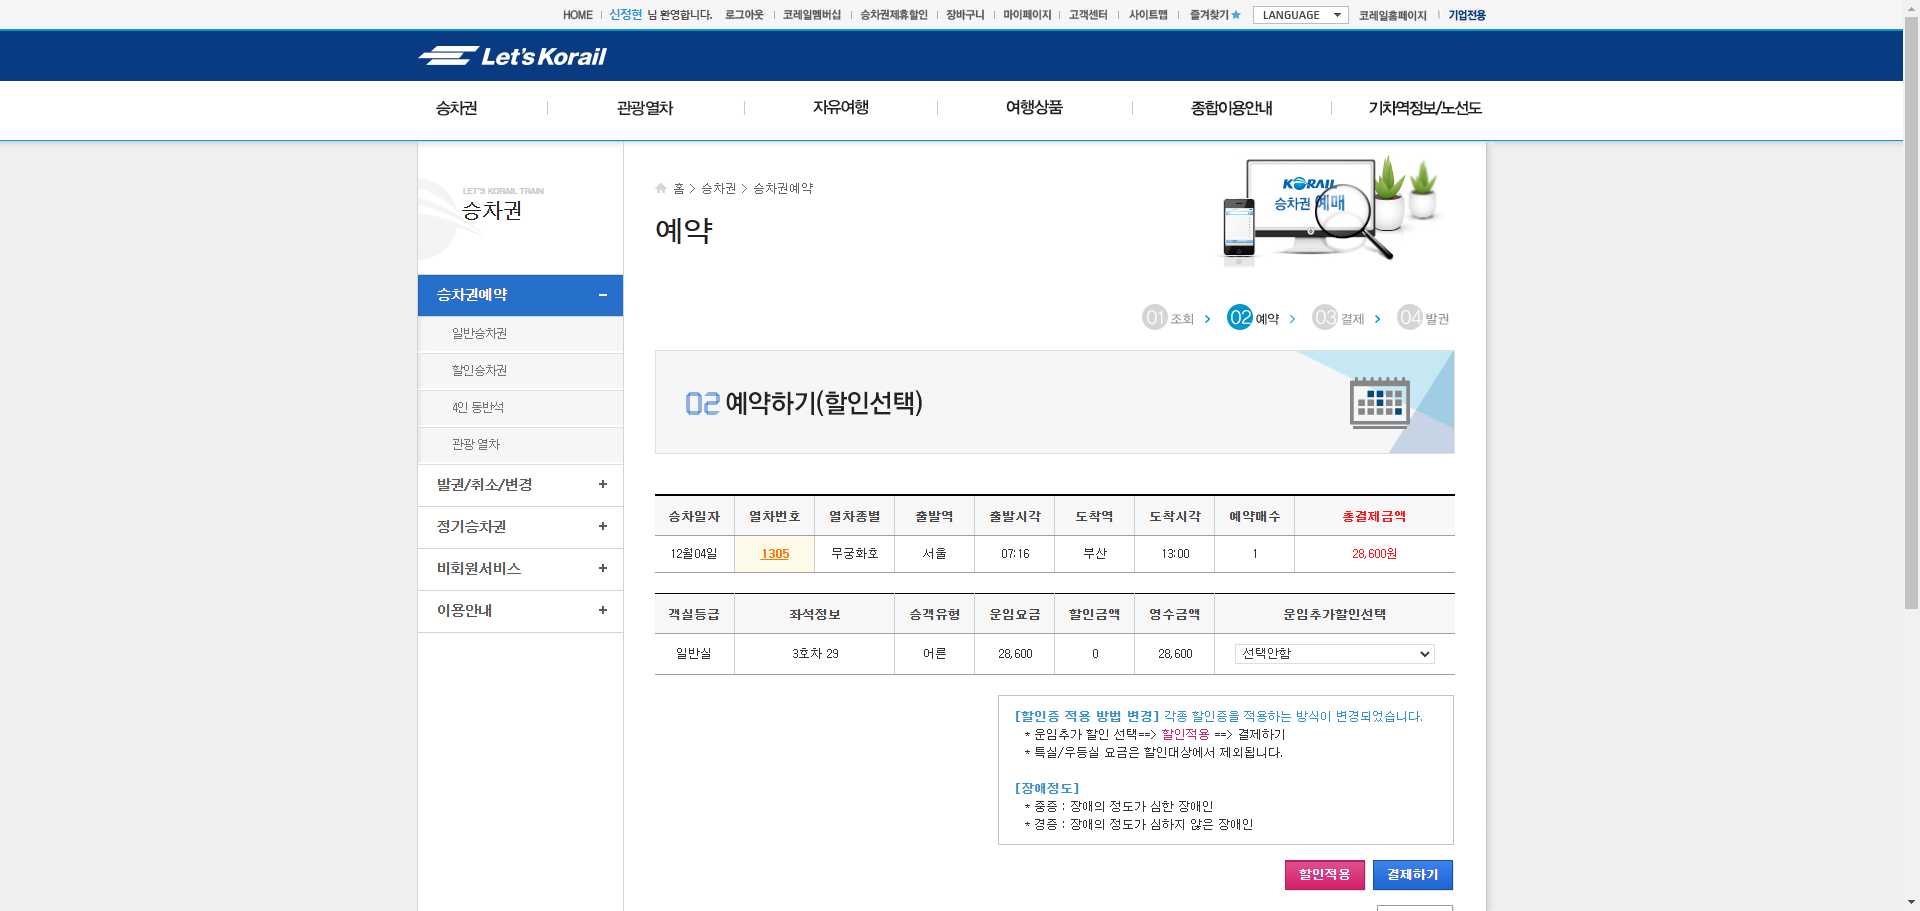 HOME 신정현 님 환영합니다. 로그아웃 코레일멤버십 승차권제휴할인 장바구니 마이페이지 고객센터 사이트맵 즐겨찾기 LANGUAGE 코레일홈페이지 기업전용
Let's Korail
승차권 관광열차 자유여행 여행상품 종합이용안내 기차역정보/노선도
LET'S KORAIL TRAIN
승차권
승차권예약
일반승차권
할인승차권
4인 동반석
관광 열차
발권/취소/변경
정기승차권
비회원서비스
이용안내
홈 > 승차권 > 승차권예약
예약
KORAIL
승차권 예매
01 조회 02 예약 03 결제 04 발권
02 예약하기(할인선택)
승차일자 열차번호 열차종별 출발역 출발시각 도착역 도착시각 예약매수 총결제금액
12월04일 1305 무궁화호 서울 07:16 부산 13:00 1 28,600원
객실등급 좌석정보 승객유형 운임요금 할인금액 영수금액 운임추가할인선택
일반실 3호차 29 어른 28,600 0 28,600 선택안함
[할인증 적용 방법 변경] 각종 할인증을 적용하는 방식이 변경되었습니다.
* 운임추가 할인 선택==> 할인적용 ==> 결제하기
* 특실/우등실 요금은 할인대상에서 제외됩니다.
[장애정도]
* 중증 : 장애의 정도가 심한 장애인
* 경증 : 장애의 정도가 심하지 않은 장애인
할인적용 결제하기